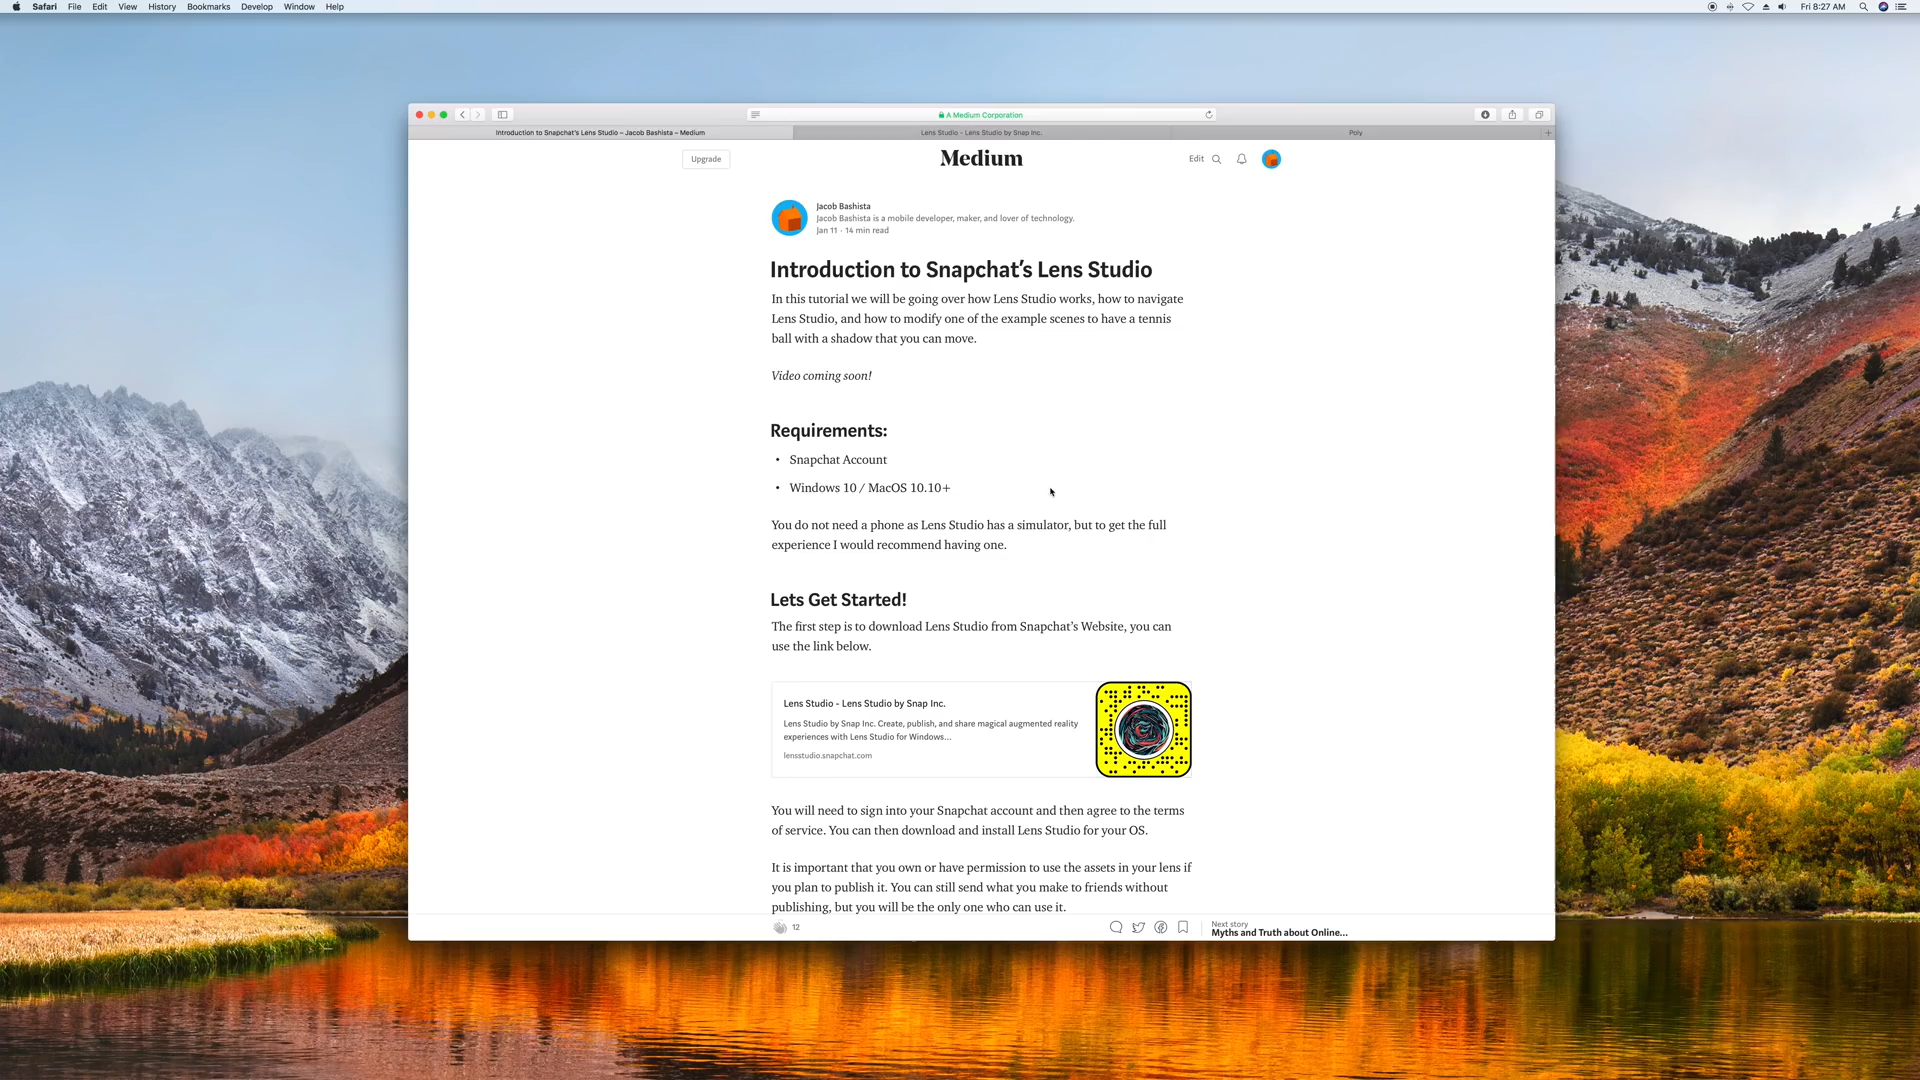 Safari File Edit View History Bookmarks Develop Window Help
Fri 8:27 AM
A Medium Corporation
Introduction to Snapchat's Lens Studio – Jacob Bashista – Medium
Lens Studio - Lens Studio by Snap Inc.
Poly
Upgrade
Medium
Edit
Jacob Bashista
Jacob Bashista is a mobile developer, maker, and lover of technology.
Jan 11 · 14 min read
Introduction to Snapchat’s Lens Studio
In this tutorial we will be going over how Lens Studio works, how to navigate
Lens Studio, and how to modify one of the example scenes to have a tennis
ball with a shadow that you can move.
Video coming soon!
Requirements:
• Snapchat Account
• Windows 10 / MacOS 10.10+
You do not need a phone as Lens Studio has a simulator, but to get the full
experience I would recommend having one.
Lets Get Started!
The first step is to download Lens Studio from Snapchat’s Website, you can
use the link below.
Lens Studio - Lens Studio by Snap Inc.
Lens Studio by Snap Inc. Create, publish, and share magical augmented reality
experiences with Lens Studio for Windows...
lensstudio.snapchat.com
You will need to sign into your Snapchat account and then agree to the terms
of service. You can then download and install Lens Studio for your OS.
It is important that you own or have permission to use the assets in your lens if
you plan to publish it. You can still send what you make to friends without
publishing, but you will be the only one who can use it.
12
Next story
Myths and Truth about Online...